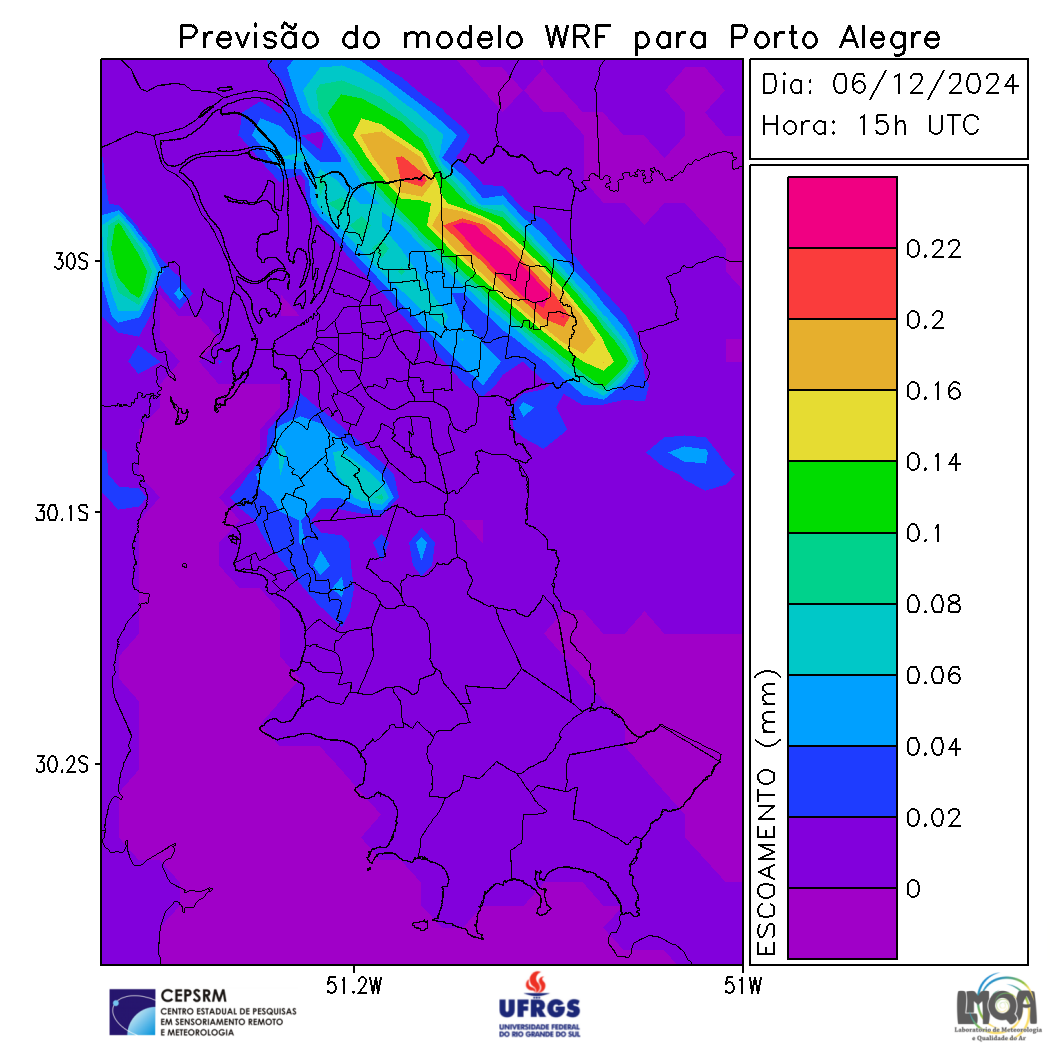 Previsão do modelo WRF para Porto Alegre
Dia: 06/12/2024
Hora: 15h UTC
30S
30.1S
30.2S
51.2W
51W
ESCOAMENTO (mm)
0.22
0.2
0.16
0.14
0.1
0.08
0.06
0.04
0.02
0
CEPSRM
CENTRO ESTADUAL DE PESQUISAS
EM SENSORIAMENTO REMOTO
E METEOROLOGIA
UFRGS
UNIVERSIDADE FEDERAL
DO RIO GRANDE DO SUL
LMQA
Laboratório de Meteorologia
e Qualidade do Ar